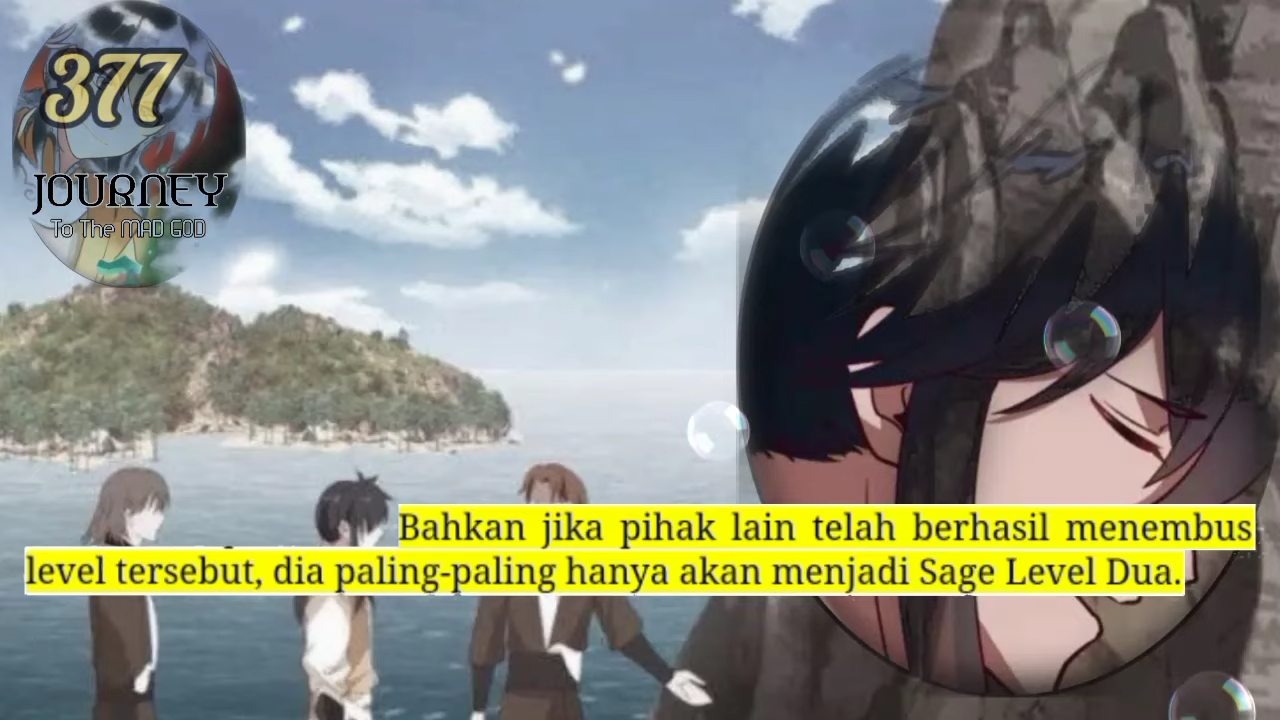 377
JOURNEY
To The MAD GOD
Bahkan jika pihak lain telah berhasil menembus
level tersebut, dia paling-paling hanya akan menjadi Sage Level Dua.